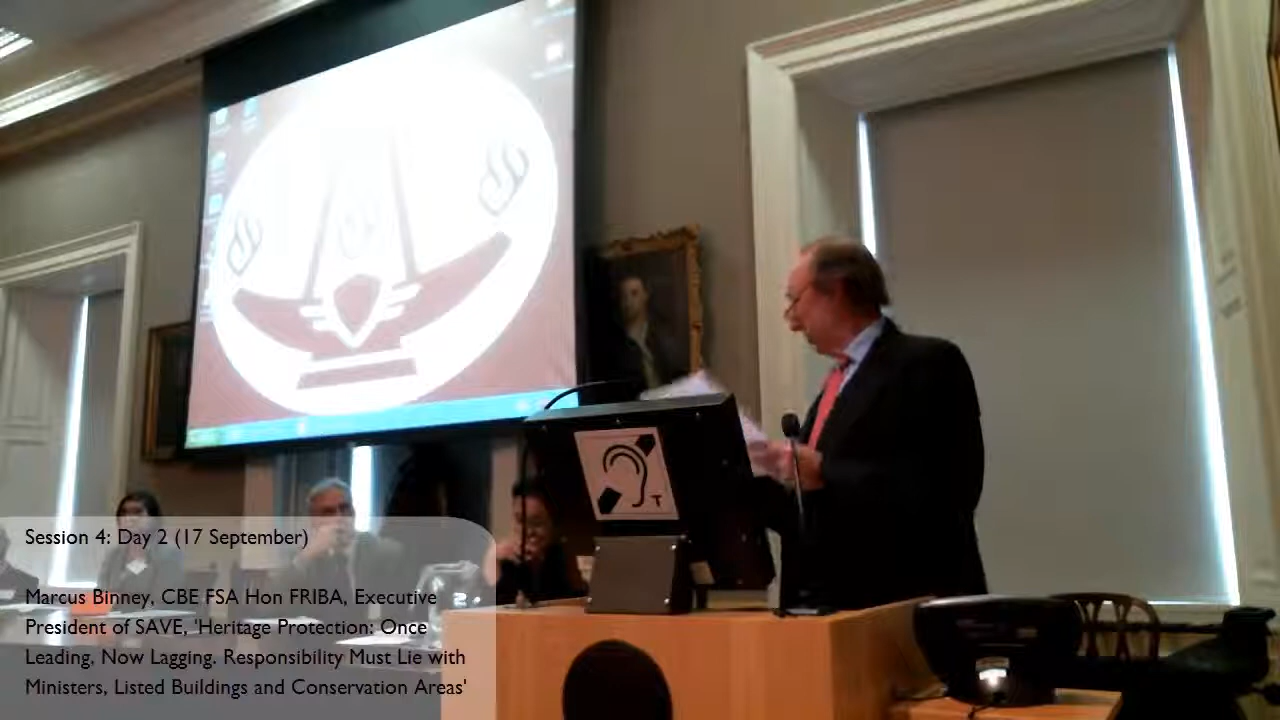 T
Session 4: Day 2 (17 September)
Marcus Binney, CBE FSA Hon FRIBA, Executive
President of SAVE, 'Heritage Protection: Once
Leading, Now Lagging. Responsibility Must Lie with
Ministers, Listed Buildings and Conservation Areas'